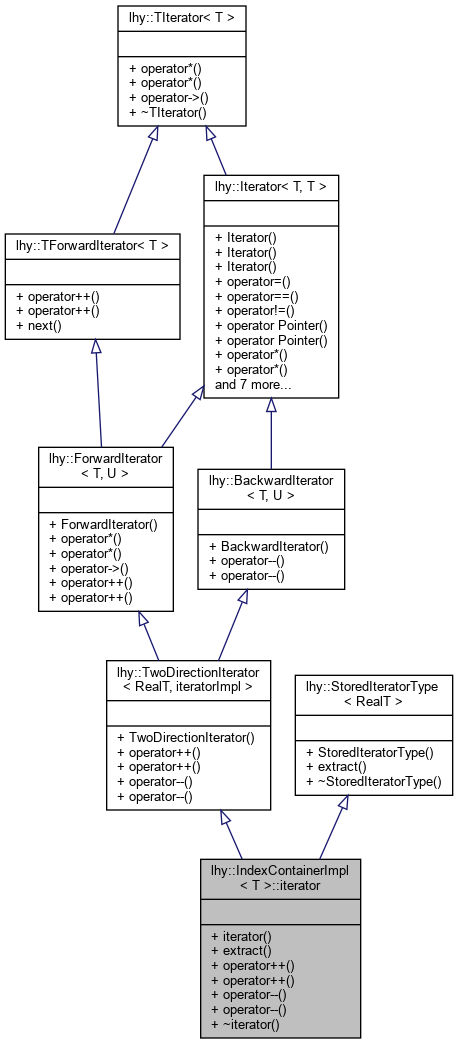 lhy::TIterator< T >
+ operator*()
+ operator*()
+ operator->()
+ ~TIterator()
lhy::Iterator< T, T >
+ Iterator()
+ Iterator()
+ Iterator()
+ operator=()
+ operator==()
+ operator!=()
+ operator Pointer()
+ operator Pointer()
+ operator*()
+ operator*()
and 7 more...
lhy::TForwardIterator< T >
+ operator++()
+ operator++()
+ next()
lhy::ForwardIterator
< T, U >
+ ForwardIterator()
+ operator*()
+ operator*()
+ operator->()
+ operator++()
+ operator++()
lhy::BackwardIterator
< T, U >
+ BackwardIterator()
+ operator--()
+ operator--()
lhy::TwoDirectionIterator
< RealT, iteratorImpl >
+ TwoDirectionIterator()
+ operator++()
+ operator++()
+ operator--()
+ operator--()
lhy::StoredIteratorType
< RealT >
+ StoredIteratorType()
+ extract()
+ ~StoredIteratorType()
lhy::IndexContainerImpl
< T >::iterator
+ iterator()
+ extract()
+ operator++()
+ operator++()
+ operator--()
+ operator--()
+ ~iterator()